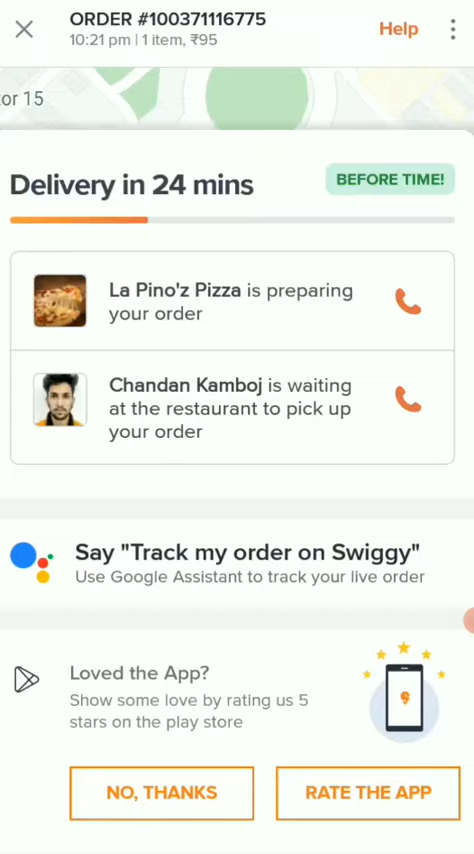 ORDER #100371116775
10:21 pm | 1 item, ₹95
Help
tor 15
Delivery in 24 mins
BEFORE TIME!
La Pino'z Pizza is preparing
your order
Chandan Kamboj is waiting
at the restaurant to pick up
your order
Say "Track my order on Swiggy"
Use Google Assistant to track your live order
Loved the App?
Show some love by rating us 5
stars on the play store
NO, THANKS
RATE THE APP